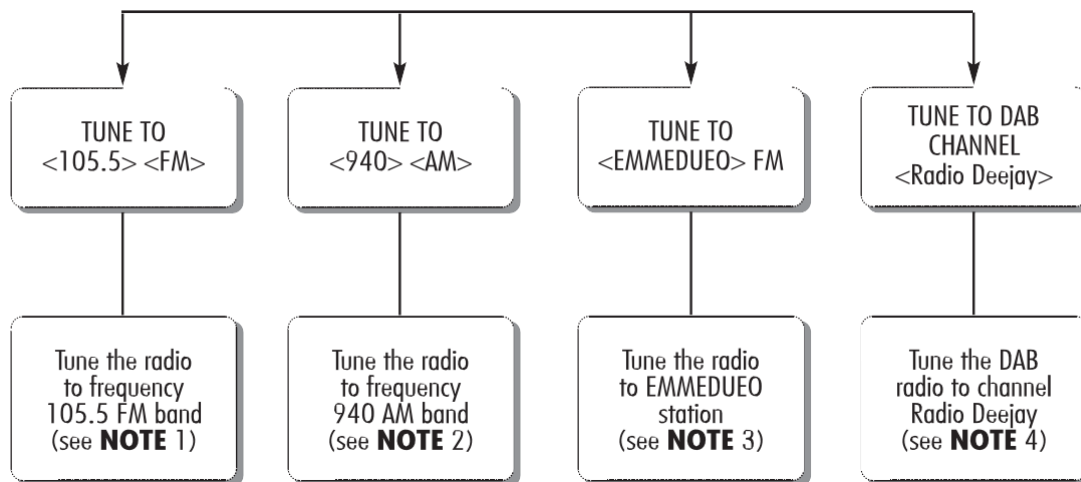 TUNE TO
<105.5> <FM>
TUNE TO
<940> <AM>
TUNE TO
<EMMEDUEO> FM
TUNE TO DAB
CHANNEL
<Radio Deejay>
Tune the radio
to frequency
105.5 FM band
(see NOTE 1)
Tune the radio
to frequency
940 AM band
(see NOTE 2)
Tune the radio
to EMMEDUEO
station
(see NOTE 3)
Tune the DAB
radio to channel
Radio Deejay
(see NOTE 4)